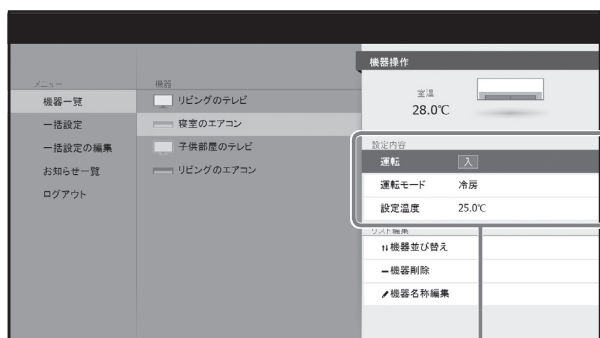 メニュー
機器一覧
一括設定
一括設定の編集
お知らせ一覧
ログアウト
機器
リビングのテレビ
寝室のエアコン
子供部屋のテレビ
リビングのエアコン
機器操作
室温
28.0℃
設定内容
運転 入
運転モード 冷房
設定温度 25.0℃
リスト編集
機器並び替え
機器削除
機器名称編集